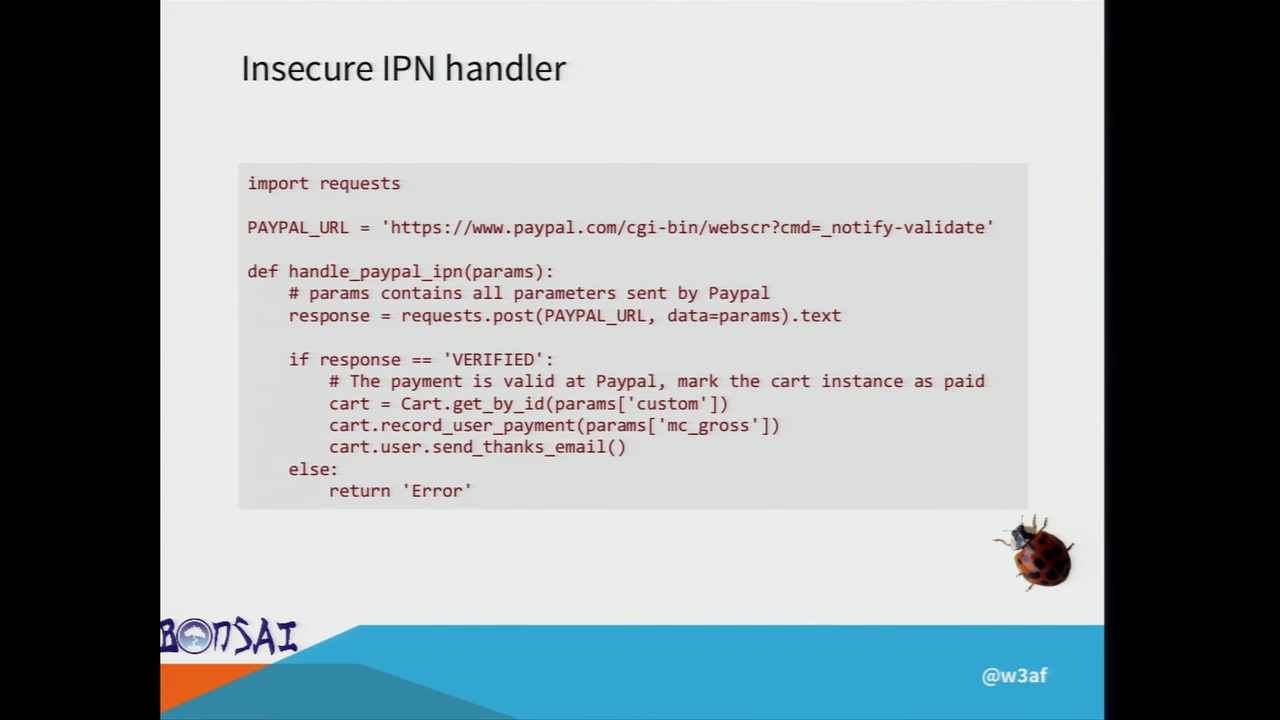 Insecure IPN handler
import requests
PAYPAL_URL = 'https://www.paypal.com/cgi-bin/webscr?cmd=_notify-validate'
def handle_paypal_ipn(params):
    # params contains all parameters sent by Paypal
    response = requests.post(PAYPAL_URL, data=params).text
    if response == 'VERIFIED':
        # The payment is valid at Paypal, mark the cart instance as paid
        cart = Cart.get_by_id(params['custom'])
        cart.record_user_payment(params['mc_gross'])
        cart.user.send_thanks_email()
    else:
        return 'Error'
BONSAI
@w3af